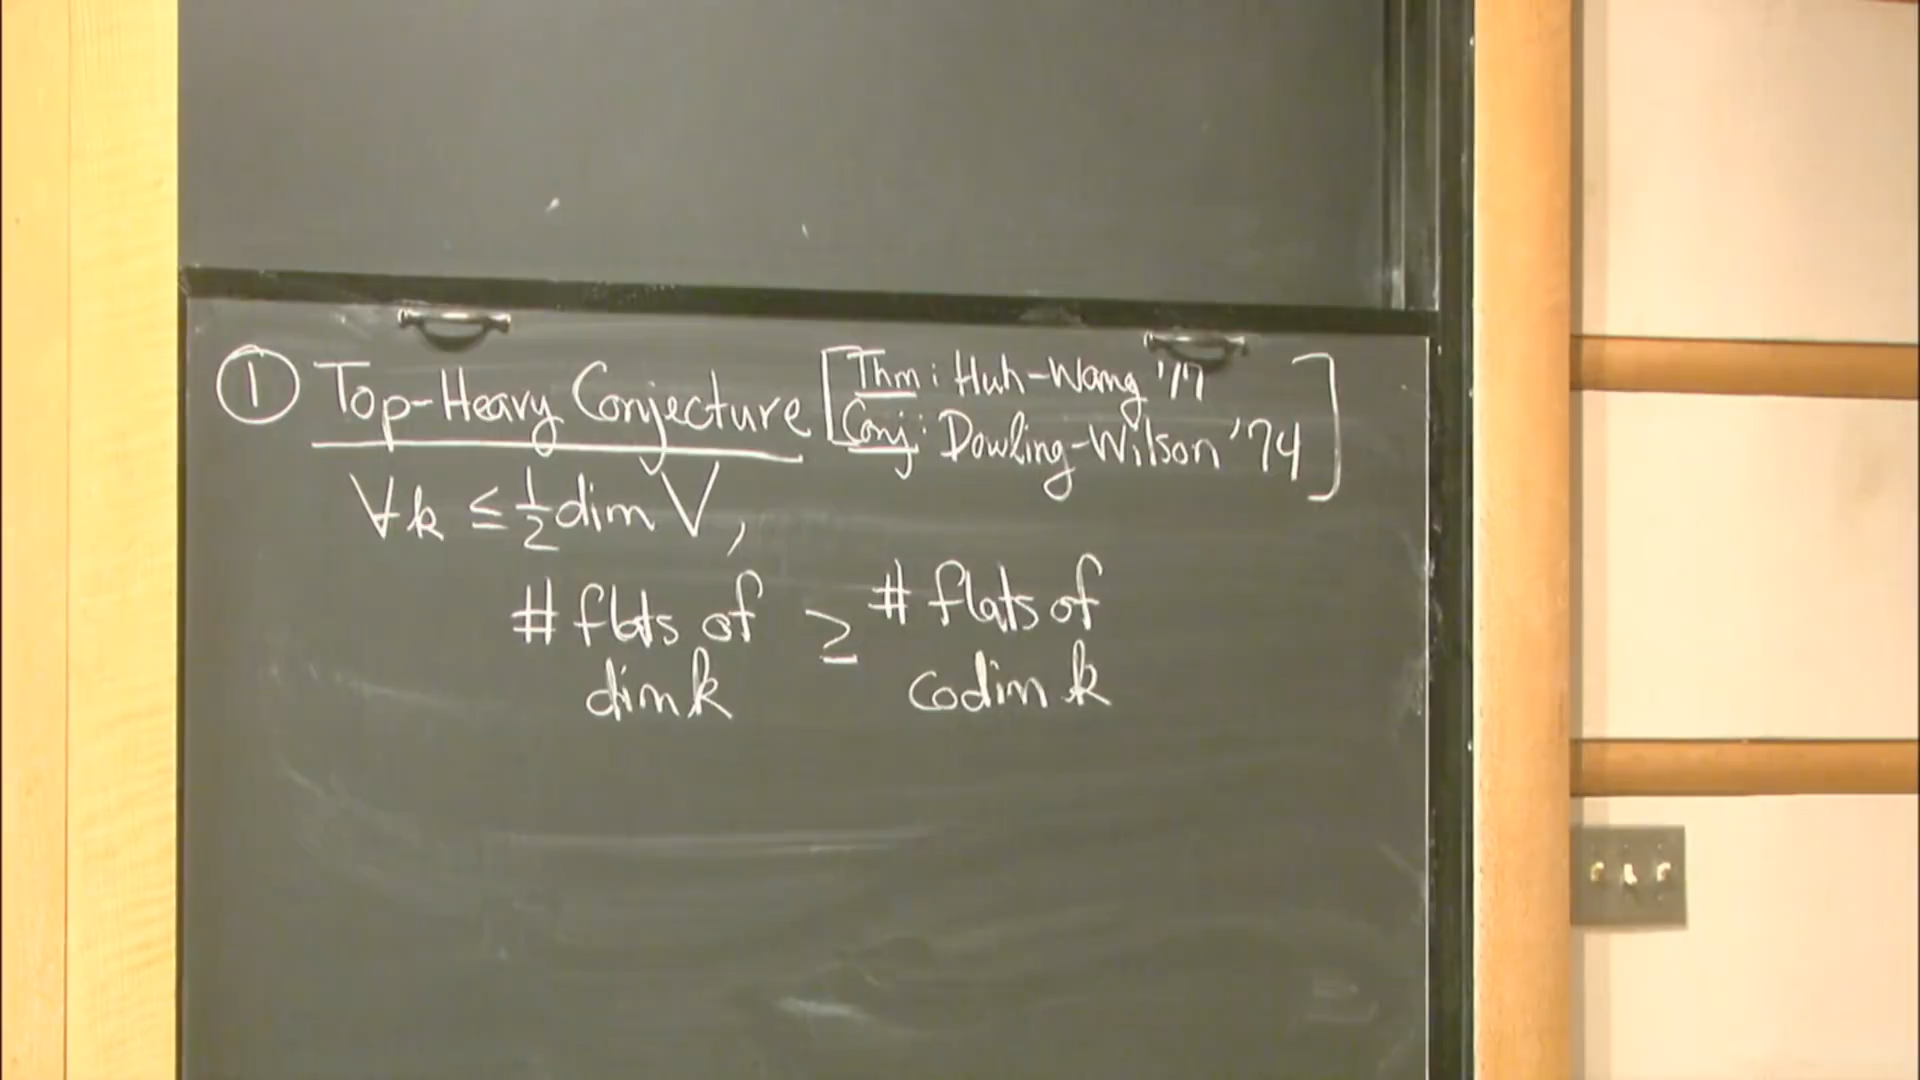 ① Top-Heavy Conjecture [Thm: Huh-Wang '17
Conj: Dowling-Wilson '74]
∀k ≤ ½ dim V,
# flats of dim k ≥ # flats of codim k